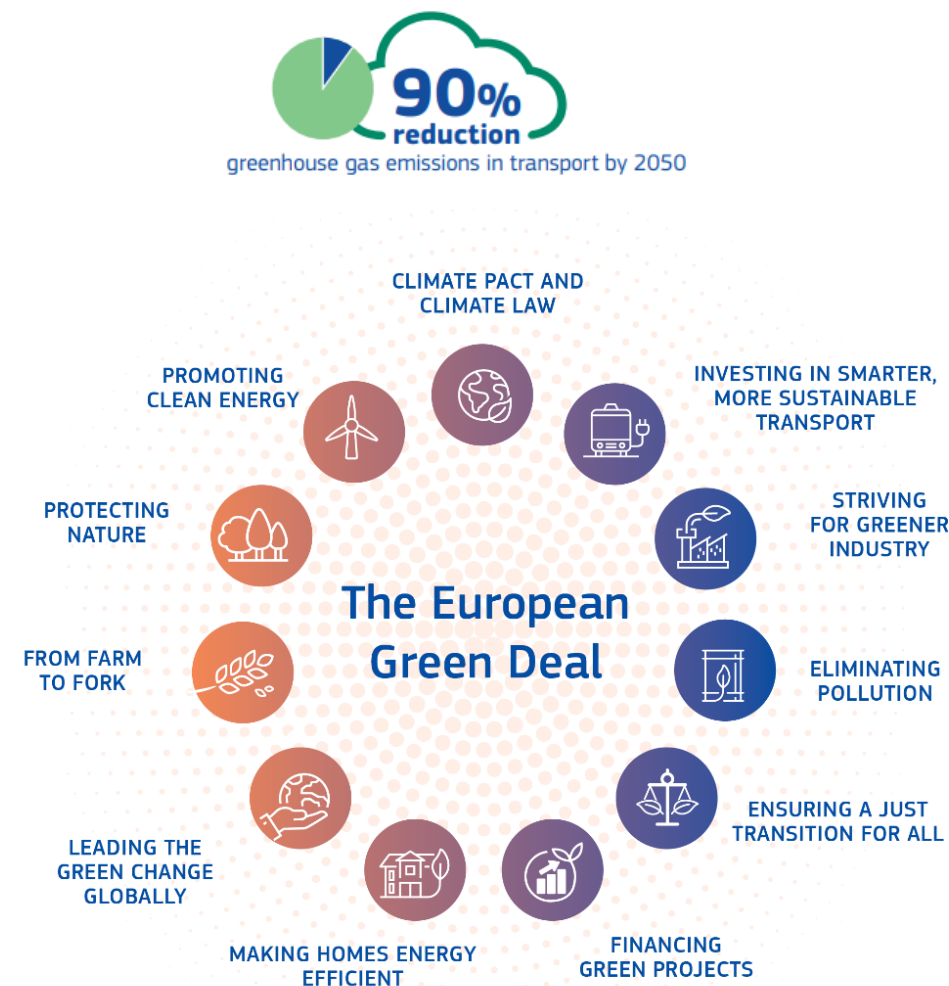 90%
reduction
greenhouse gas emissions in transport by 2050
CLIMATE PACT AND
CLIMATE LAW
PROMOTING
CLEAN ENERGY
INVESTING IN SMARTER,
MORE SUSTAINABLE
TRANSPORT
PROTECTING
NATURE
STRIVING
FOR GREENER
INDUSTRY
The European
Green Deal
FROM FARM
TO FORK
ELIMINATING
POLLUTION
LEADING THE
GREEN CHANGE
GLOBALLY
ENSURING A JUST
TRANSITION FOR ALL
MAKING HOMES ENERGY
EFFICIENT
FINANCING
GREEN PROJECTS